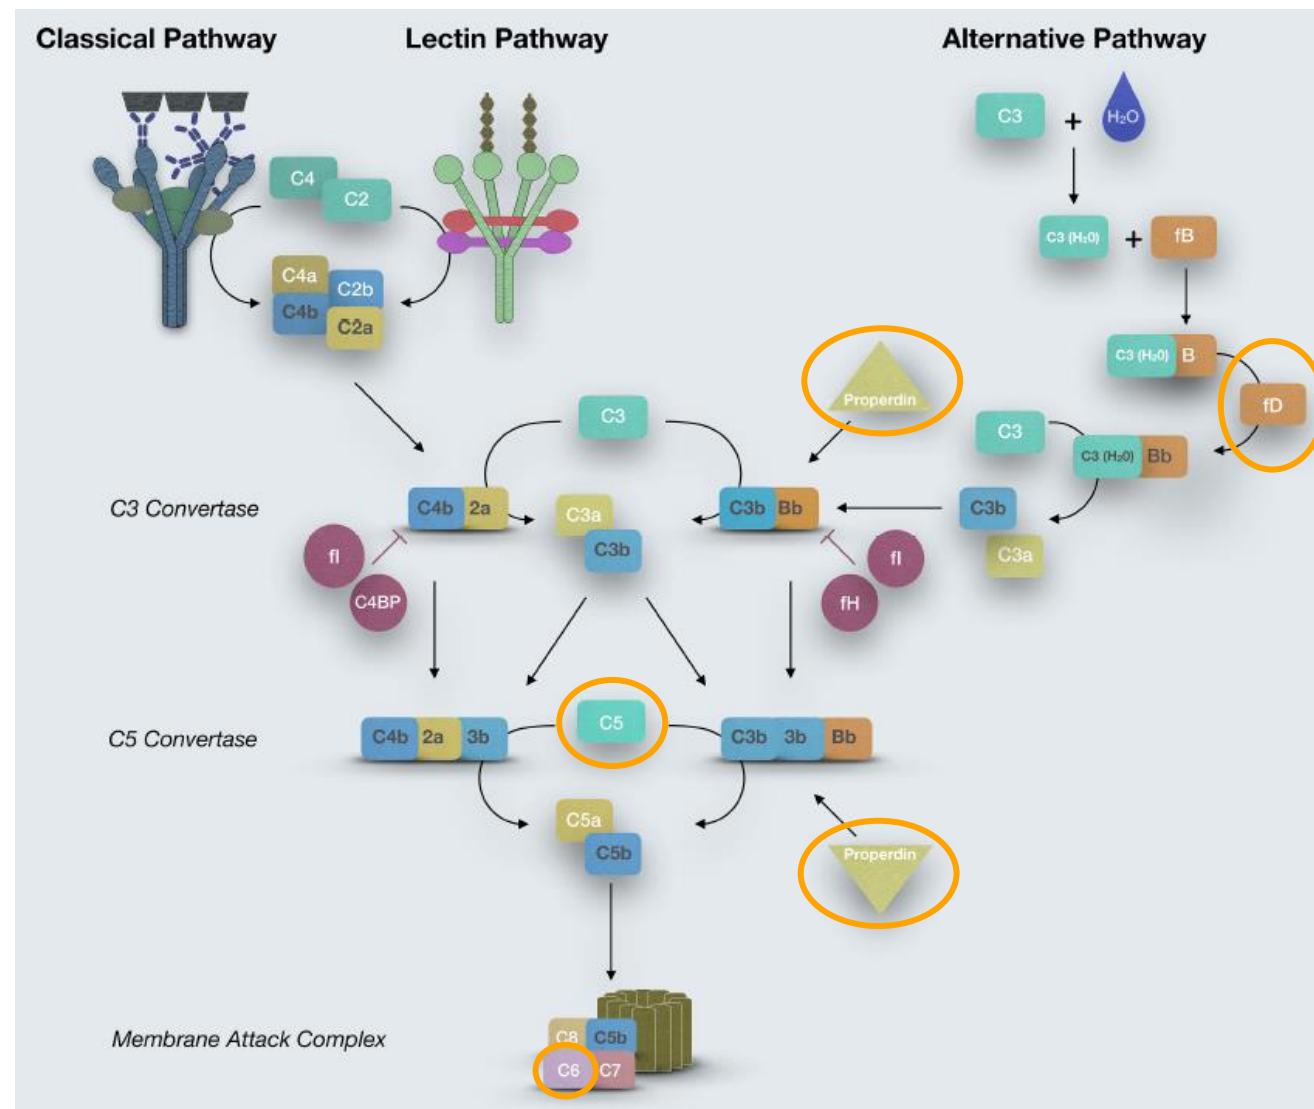 Classical Pathway
Lectin Pathway
Alternative Pathway
C3
+
H₂O
C4
C2
C3 (H₂0)
+
fB
C4a
C2b
C4b
C2a
C3 (H₂0)
B
Properdin
fD
C3
C3
C3 (H₂0)
Bb
C3 Convertase
C4b
2a
C3a
C3b
C3b
Bb
C3b
C3a
fI
C4BP
fI
fH
C5 Convertase
C4b
2a
3b
C5
C3b
3b
Bb
C5a
C5b
Properdin
Membrane Attack Complex
C8
C5b
C6
C7